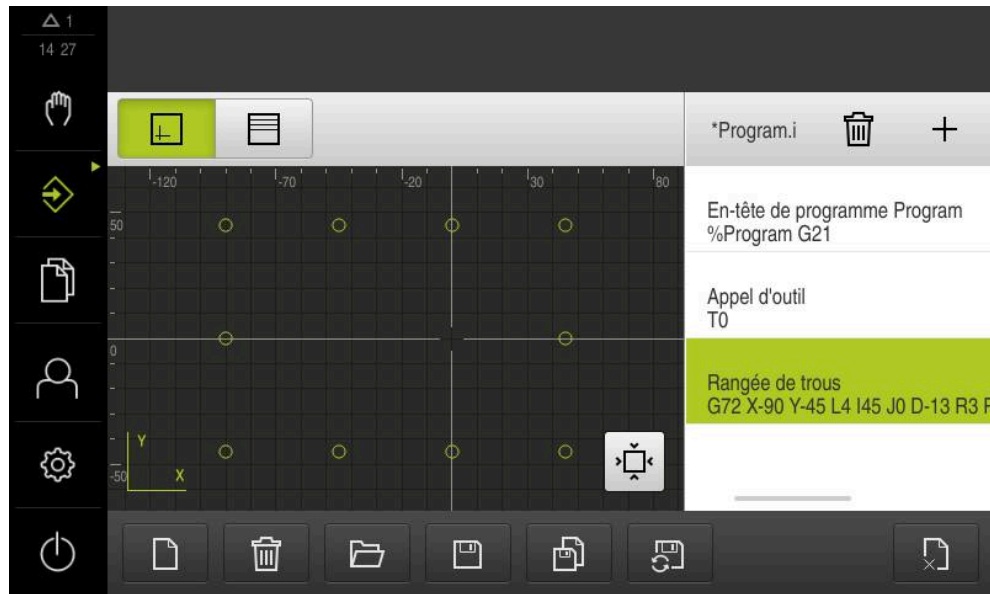 1
14 27
*Program.i
-120
-70
-20
30
80
50
0
-50
Y
X
En-tête de programme Program
%Program G21
Appel d'outil
T0
Rangée de trous
G72 X-90 Y-45 L4 I45 J0 D-13 R3 F